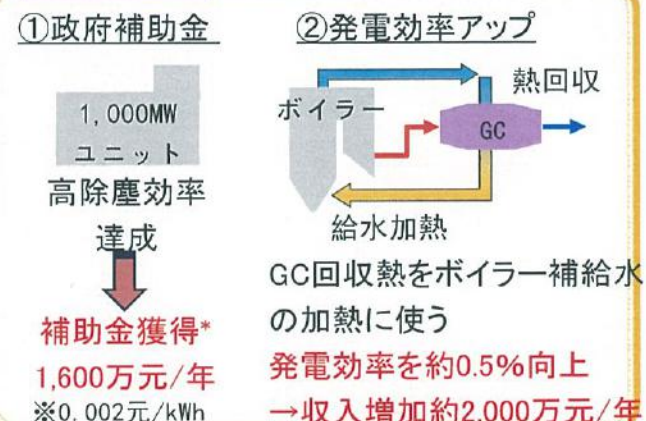 ①政府補助金
1,000MW
ユニット
高除塵効率
達成
補助金獲得*
1,600万元/年
※0.002元/kWh
②発電効率アップ
熱回収
ボイラー
GC
給水加熱
GC回収熱をボイラー補給水
の加熱に使う
発電効率を約0.5%向上
→収入増加約2,000万元/年